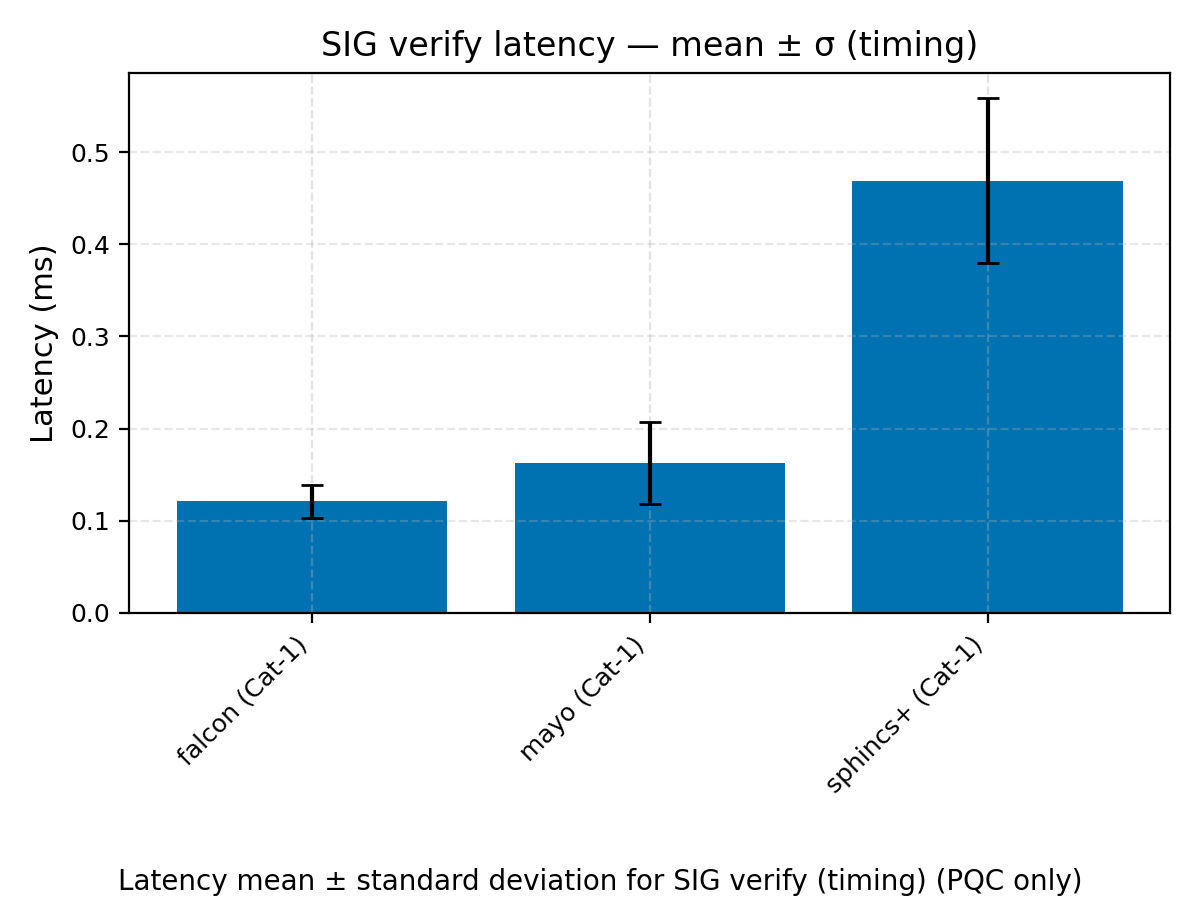 SIG verify latency — mean ± σ (timing)
Latency (ms)
0.5
0.4
0.3
0.2
0.1
0.0
falcon (Cat-1)
mayo (Cat-1)
sphincs+ (Cat-1)
Latency mean ± standard deviation for SIG verify (timing) (PQC only)